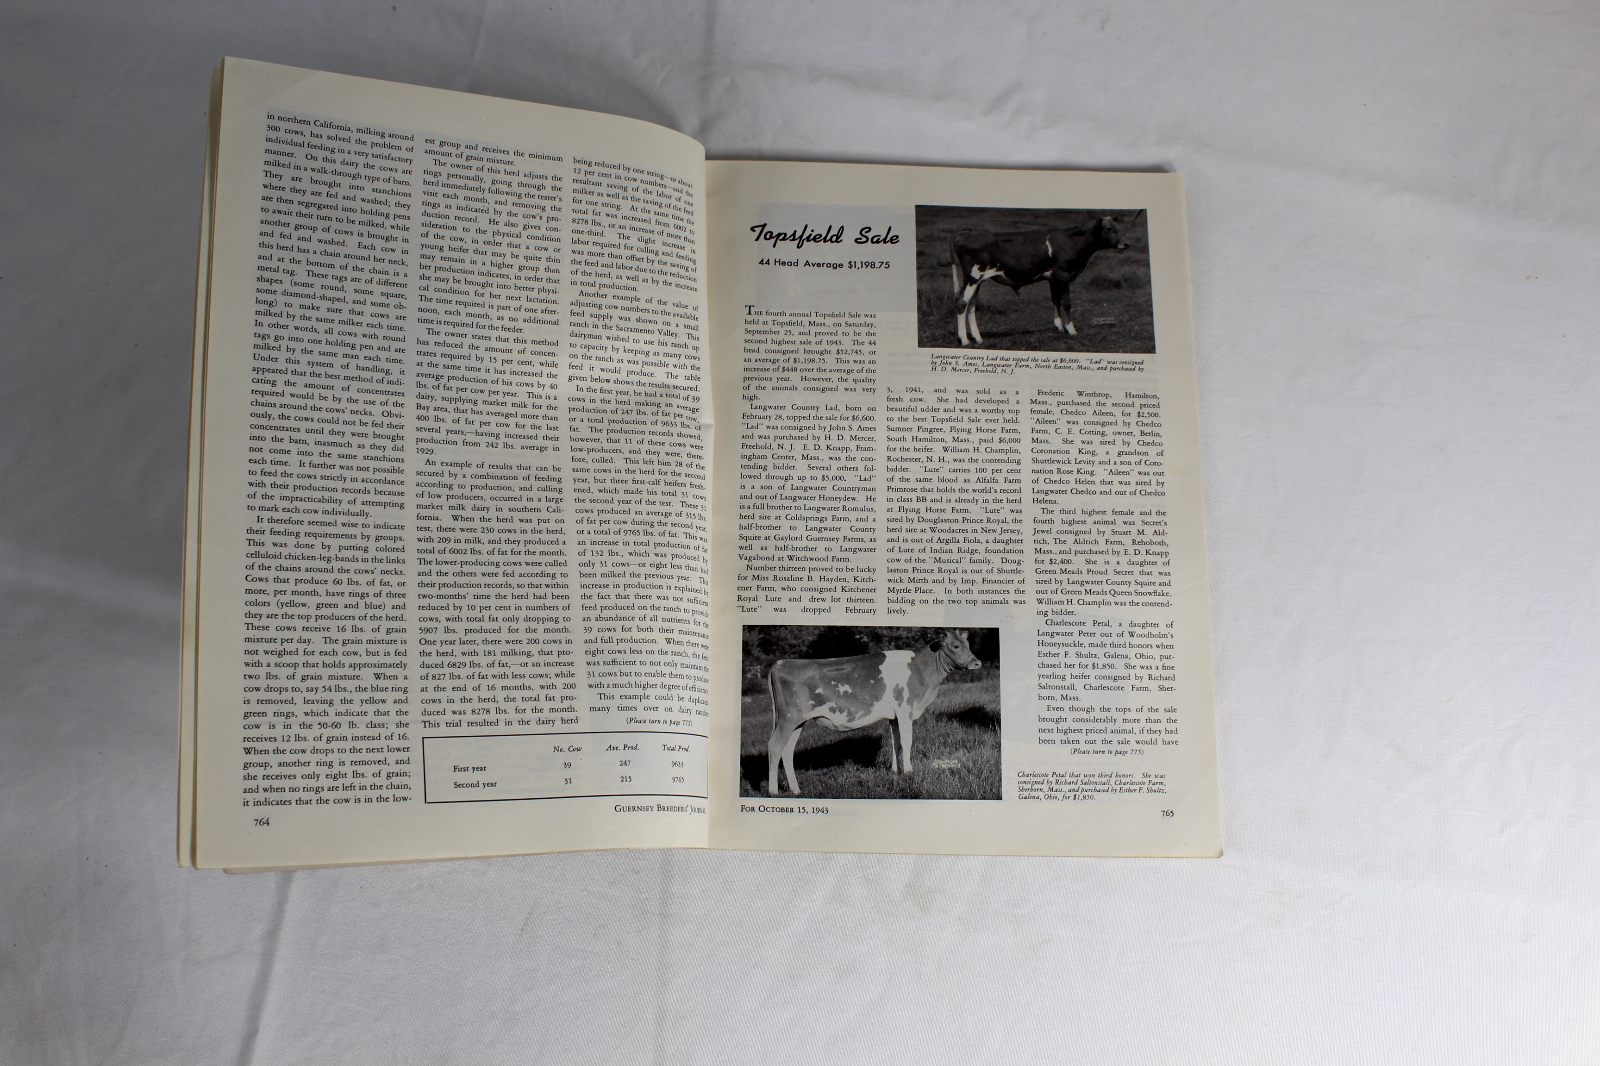 in northern California, milking around
300 cows, has solved the problem of
individual feeding in a very satisfactory
manner. On this dairy the cows are
milked in a walk-through type of barn.
They are brought into stanchions
where they are fed and washed; they
are then segregated into holding pens
to await their turn to be milked, while
another group of cows is brought in
and fed and washed. Each cow in
this herd has a chain around her neck,
and at the bottom of the chain is a
metal tag. These tags are of different
shapes (some round, some square,
some diamond-shaped, and some ob-
long) to make sure that cows are
milked by the same milker each time.
In other words, all cows with round
tags go into one holding pen and are
milked by the same man each time.
Under this system of handling, it
appeared that the best method of indi-
cating the amount of concentrates
required would be by the use of the
chains around the cows' necks. Obvi-
ously, the cows could not be fed their
concentrates until they were brought
into the barn, inasmuch as they did
not come into the same stanchions
each time. It further was not possible
to feed the cows strictly in accordance
with their production records because
of the impracticability of attempting
to mark each cow individually.
It therefore seemed wise to indicate
their feeding requirements by groups.
This was done by putting colored
celluloid chicken-leg-bands in the links
of the chains around the cows' necks.
Cows that produce 60 lbs. of fat, or
more, per month, have rings of three
colors (yellow, green and blue) and
they are the top producers of the herd.
These cows receive 16 lbs. of grain
mixture per day. The grain mixture is
not weighed for each cow, but is fed
with a scoop that holds approximately
two lbs. of grain mixture. When a
cow drops to, say 54 lbs., the blue ring
is removed, leaving the yellow and
green rings, which indicate that the
cow is in the 50-60 lb. class; she
receives 12 lbs. of grain instead of 16.
When the cow drops to the next lower
group, another ring is removed, and
she receives only eight lbs. of grain;
and when no rings are left in the chain,
it indicates that the cow is in the low-
est group and receives the minimum
amount of grain mixture.
The owner of this herd adjusts the
rings personally, going through the
herd immediately following the tester's
visit each month, and removing the
rings as indicated by the cow's pro-
duction record. He also gives con-
sideration to the physical condition
of the cow, in order that a cow or
young heifer that may be quite thin
may remain in a higher group than
her production indicates, in order that
she may be brought into better physi-
cal condition for her next lactation.
The time required is part of one after-
noon, each month, as no additional
time is required for the feeder.
The owner states that this method
has reduced the amount of concen-
trates required by 15 per cent, while
at the same time it has increased the
average production of his cows by 40
lbs. of fat per cow per year. This is a
dairy, supplying market milk for the
Bay area, that has averaged more than
400 lbs. of fat per cow for the last
several years,—having increased their
production from 242 lbs. average in
1929.
An example of results that can be
secured by a combination of feeding
according to production, and culling
of low producers, occurred in a large
market milk dairy in southern Cali-
fornia. When the herd was put on
test, there were 230 cows in the herd,
with 209 in milk, and they produced a
total of 6002 lbs. of fat for the month.
The lower-producing cows were culled
and the others were fed according to
their production records, so that within
two-months' time the herd had been
reduced by 10 per cent in numbers of
cows, with total fat only dropping to
5907 lbs. produced for the month.
One year later, there were 200 cows in
the herd, with 181 milking, that pro-
duced 6829 lbs. of fat,—or an increase
of 827 lbs. of fat with less cows; while
at the end of 16 months, with 200
cows in the herd, the total fat pro-
duced was 8278 lbs. for the month.
This trial resulted in the dairy herd
being reduced by one string—or about
12 per cent in cow numbers—and the
resultant saving of the labor of one
milker as well as the saving of the feed
for one string. At the same time the
total fat was increased from 6002 to
8278 lbs., or an increase of more than
one-third. The slight increase in
labor required for culling and feeding
was more than offset by the saving of
the feed and labor due to the reduction
of the herd, as well as by the increase
in total production.
Another example of the value of
adjusting cow numbers to the available
feed supply was shown on a small
ranch in the Sacramento Valley. This
dairyman wished to use his ranch up
to capacity by keeping as many cows
on the ranch as was possible with the
feed it would produce. The table
given below shows the results secured.
In the first year, he had a total of 39
cows in the herd making an average
production of 247 lbs. of fat per cow,
or a total production of 9633 lbs. of
fat. The production records showed,
however, that 11 of these cows were
low-producers, and they were, there-
fore, culled. This left him 28 of the
same cows in the herd for the second
year, but three first-calf heifers fresh-
ened, which made his total 31 cows
the second year of the test. These 31
cows produced an average of 315 lbs.
of fat per cow during the second year,
or a total of 9765 lbs. of fat. This was
an increase in total production of fat
of 132 lbs., which was produced by
only 31 cows—or eight less than had
been milked the previous year. The
increase in production is explained by
the fact that there was not sufficient
feed produced on the ranch to provide
an abundance of all nutrients for the
39 cows for both their maintenance
and full production. When there were
eight cows less on the ranch, the feed
was sufficient to not only maintain the
31 cows but to enable them to produce
with a much higher degree of efficiency.
This example could be duplicated
many times over on dairy ranches
(Please turn to page 775)
No. Cow Ave. Prod. Total Prod.
First year 39 247 9633
Second year 31 215 9765
764
GUERNSEY BREEDERS' JOURNAL
Topsfield Sale
44 Head Average $1,198.75
THE fourth annual Topsfield Sale was
held at Topsfield, Mass., on Saturday,
September 25, and proved to be the
second highest sale of 1943. The 44
head consigned brought $52,745, or
an average of $1,198.75. This was an
increase of $448 over the average of the
previous year. However, the quality
of the animals consigned was very
high.
Langwater Country Lad, born on
February 28, topped the sale for $6,600.
"Lad" was consigned by John S. Ames
and was purchased by H. D. Mercer,
Freehold, N. J. E. D. Knapp, Fram-
ingham Center, Mass., was the con-
tending bidder. Several others fol-
lowed through up to $5,000. "Lad"
is a son of Langwater Countryman
and out of Langwater Honeydew. He
is a full brother to Langwater Romulus,
herd sire at Coldsprings Farm, and a
half-brother to Langwater County
Squire at Gaylord Guernsey Farms, as
well as half-brother to Langwater
Vagabond at Witchwood Farm.
Number thirteen proved to be lucky
for Miss Rosaline B. Hayden, Kitch-
ener Farm, who consigned Kitchener
Royal Lute and drew lot thirteen.
"Lute" was dropped February
Langwater Country Lad that topped the sale at $6,600. "Lad" was consigned
by John S. Ames, Langwater Farm, North Easton, Mass., and purchased by
H. D. Mercer, Freehold, N. J.
5, 1941, and was sold as a
fresh cow. She had developed a
beautiful udder and was a worthy top
to the best Topsfield Sale ever held.
Sumner Pingree, Flying Horse Farm,
South Hamilton, Mass., paid $6,000
for the heifer. William H. Champlin,
Rochester, N. H., was the contending
bidder. "Lute" carries 100 per cent
of the same blood as Alfalfa Farm
Primrose that holds the world's record
in class BB and is already in the herd
at Flying Horse Farm. "Lute" was
sired by Douglaston Prince Royal, the
herd sire at Woodacres in New Jersey,
and is out of Argilla Fiola, a daughter
of Lute of Indian Ridge, foundation
cow of the "Musical" family. Doug-
laston Prince Royal is out of Shuttle-
wick Mirth and by Imp. Financier of
Myrtle Place. In both instances the
bidding on the two top animals was
lively.
Frederic Winthrop, Hamilton,
Mass., purchased the second priced
female, Chedco Aileen, for $2,500.
"Aileen" was consigned by Chedco
Farm, C. E. Cotting, owner, Berlin,
Mass. She was sired by Chedco
Coronation King, a grandson of
Shuttlewick Levity and a son of Coro-
nation Rose King. "Aileen" was out
of Chedco Helen that was sired by
Langwater Chedco and out of Chedco
Helena.
The third highest female and the
fourth highest animal was Secret's
Jewel consigned by Stuart M. Ald-
rich, The Aldrich Farm, Rehoboth,
Mass., and purchased by E. D. Knapp
for $2,400. She is a daughter of
Green Meads Proud Secret that was
sired by Langwater County Squire and
out of Green Meads Queen Snowflake.
William H. Champlin was the contend-
ing bidder.
Charlescote Petal, a daughter of
Langwater Peter out of Woodholm's
Honeysuckle, made third honors when
Esther F. Shultz, Galena, Ohio, pur-
chased her for $1,850. She was a fine
yearling heifer consigned by Richard
Saltonstall, Charlescote Farm, Sher-
born, Mass.
Even though the tops of the sale
brought considerably more than the
next highest priced animal, if they had
been taken out the sale would have
(Please turn to page 775)
Charlescote Petal that won third honors. She was
consigned by Richard Saltonstall, Charlescote Farm,
Sherborn, Mass., and purchased by Esther F. Shultz,
Galena, Ohio, for $1,850.
FOR OCTOBER 15, 1943
765